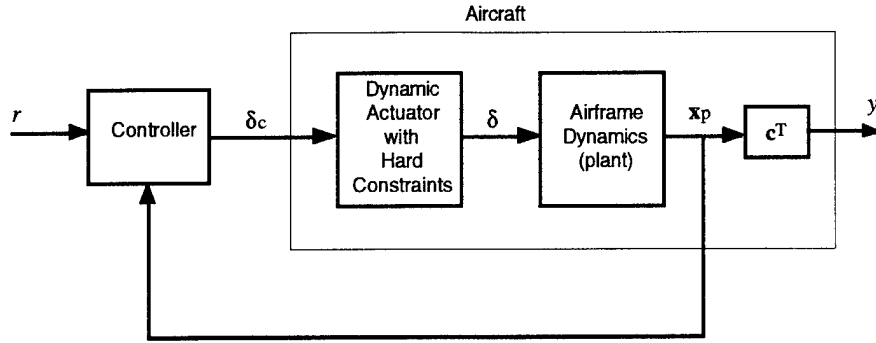 Aircraft
r
Controller
δc
Dynamic
Actuator
with
Hard
Constraints
δ
Airframe
Dynamics
(plant)
xp
cT
y